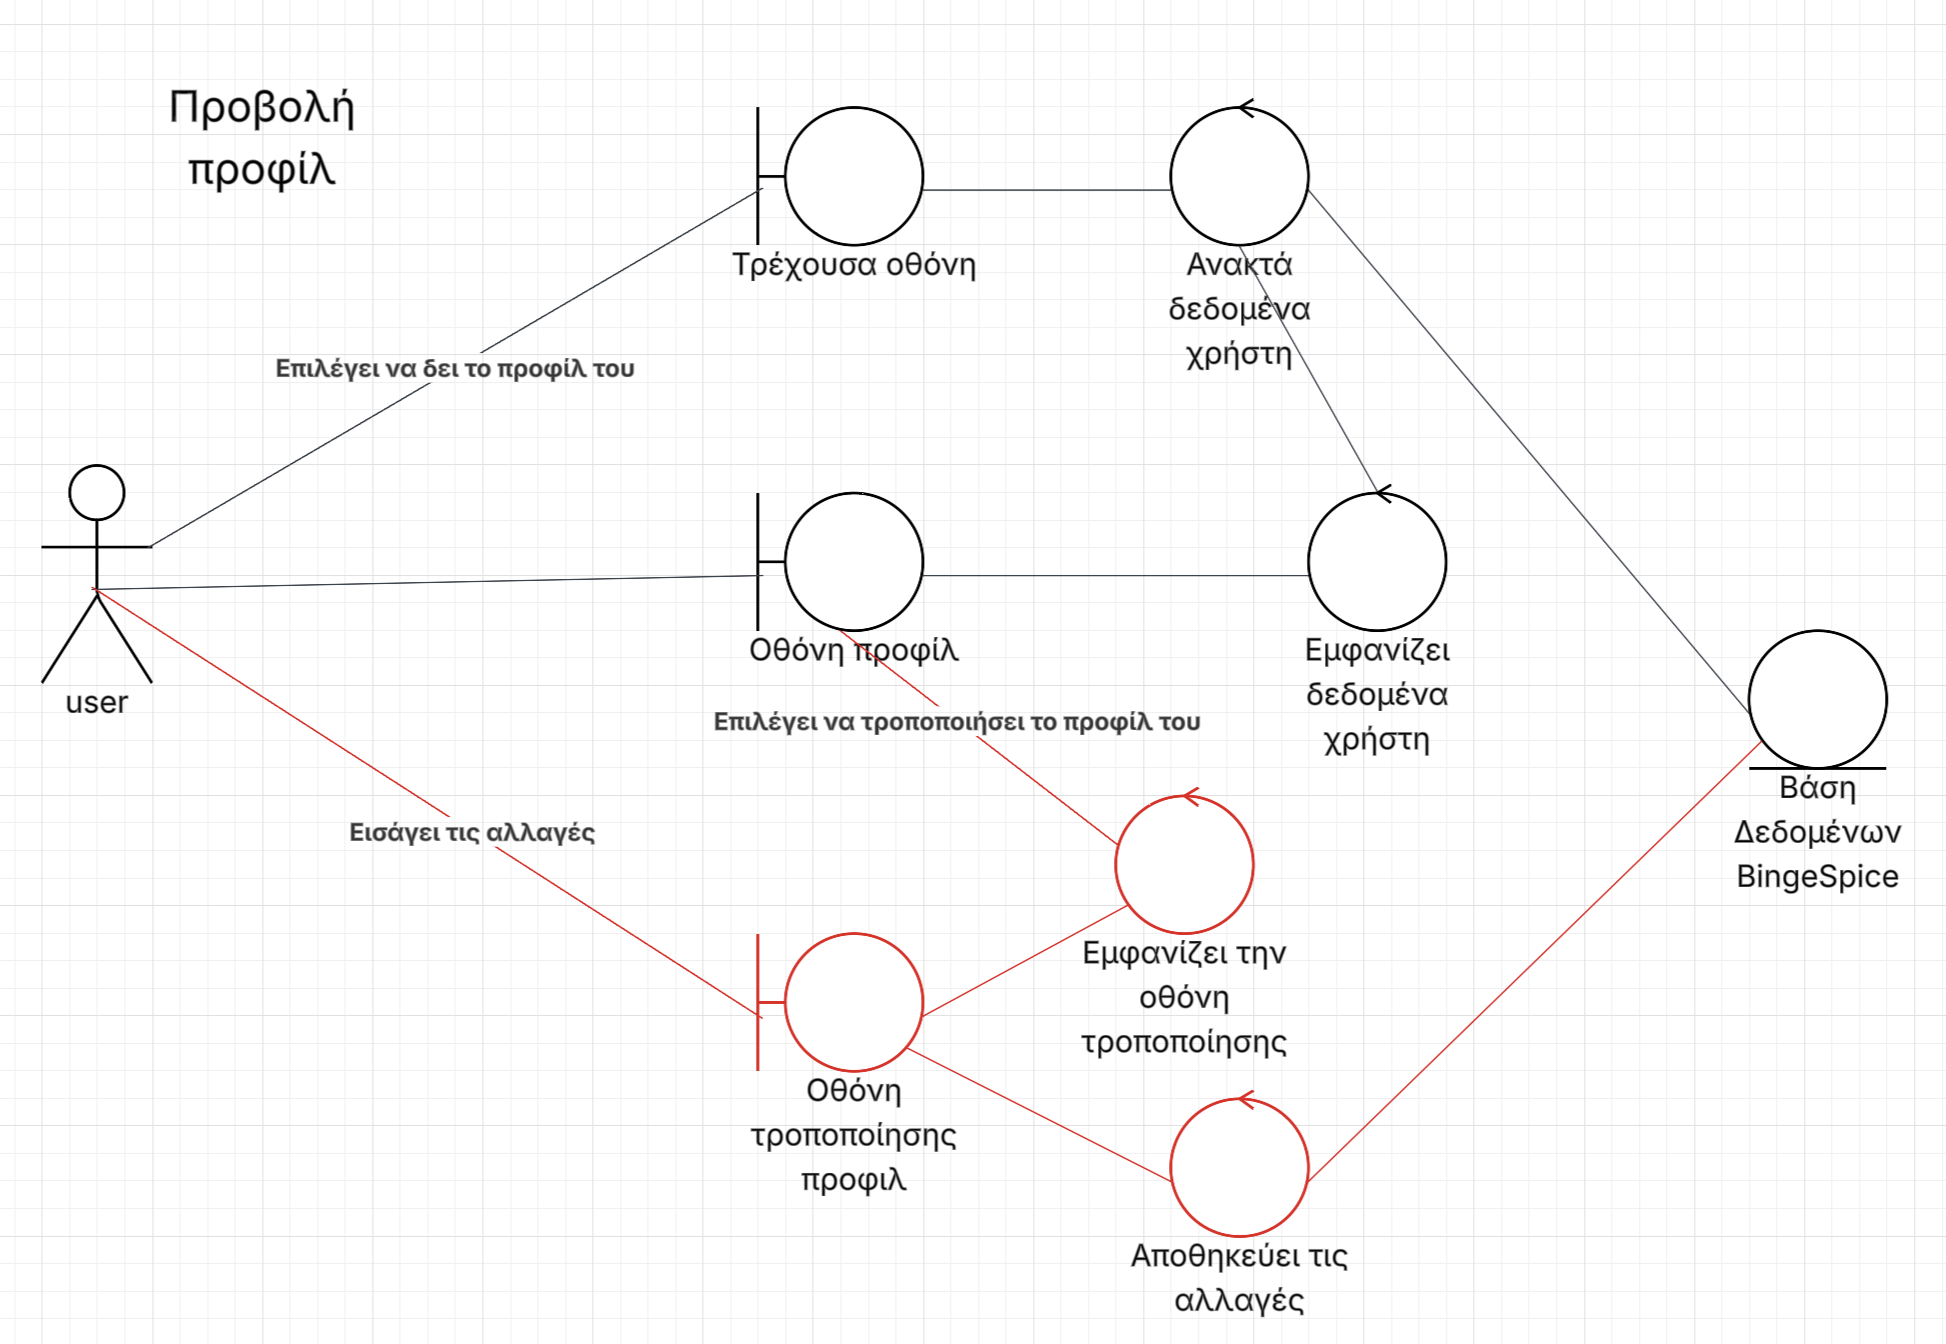 Προβολή
προφίλ
Τρέχουσα οθόνη
Ανακτά
δεδομένα
χρήστη
Επιλέγει να δει το προφίλ του
user
Οθόνη προφίλ
Εμφανίζει
δεδομένα
χρήστη
Επιλέγει να τροποποιήσει το προφίλ του
Βάση
Δεδομένων
BingeSpice
Εισάγει τις αλλαγές
Εμφανίζει την
οθόνη
τροποποίησης
Οθόνη
τροποποίησης
προφιλ
Αποθηκεύει τις
αλλαγές